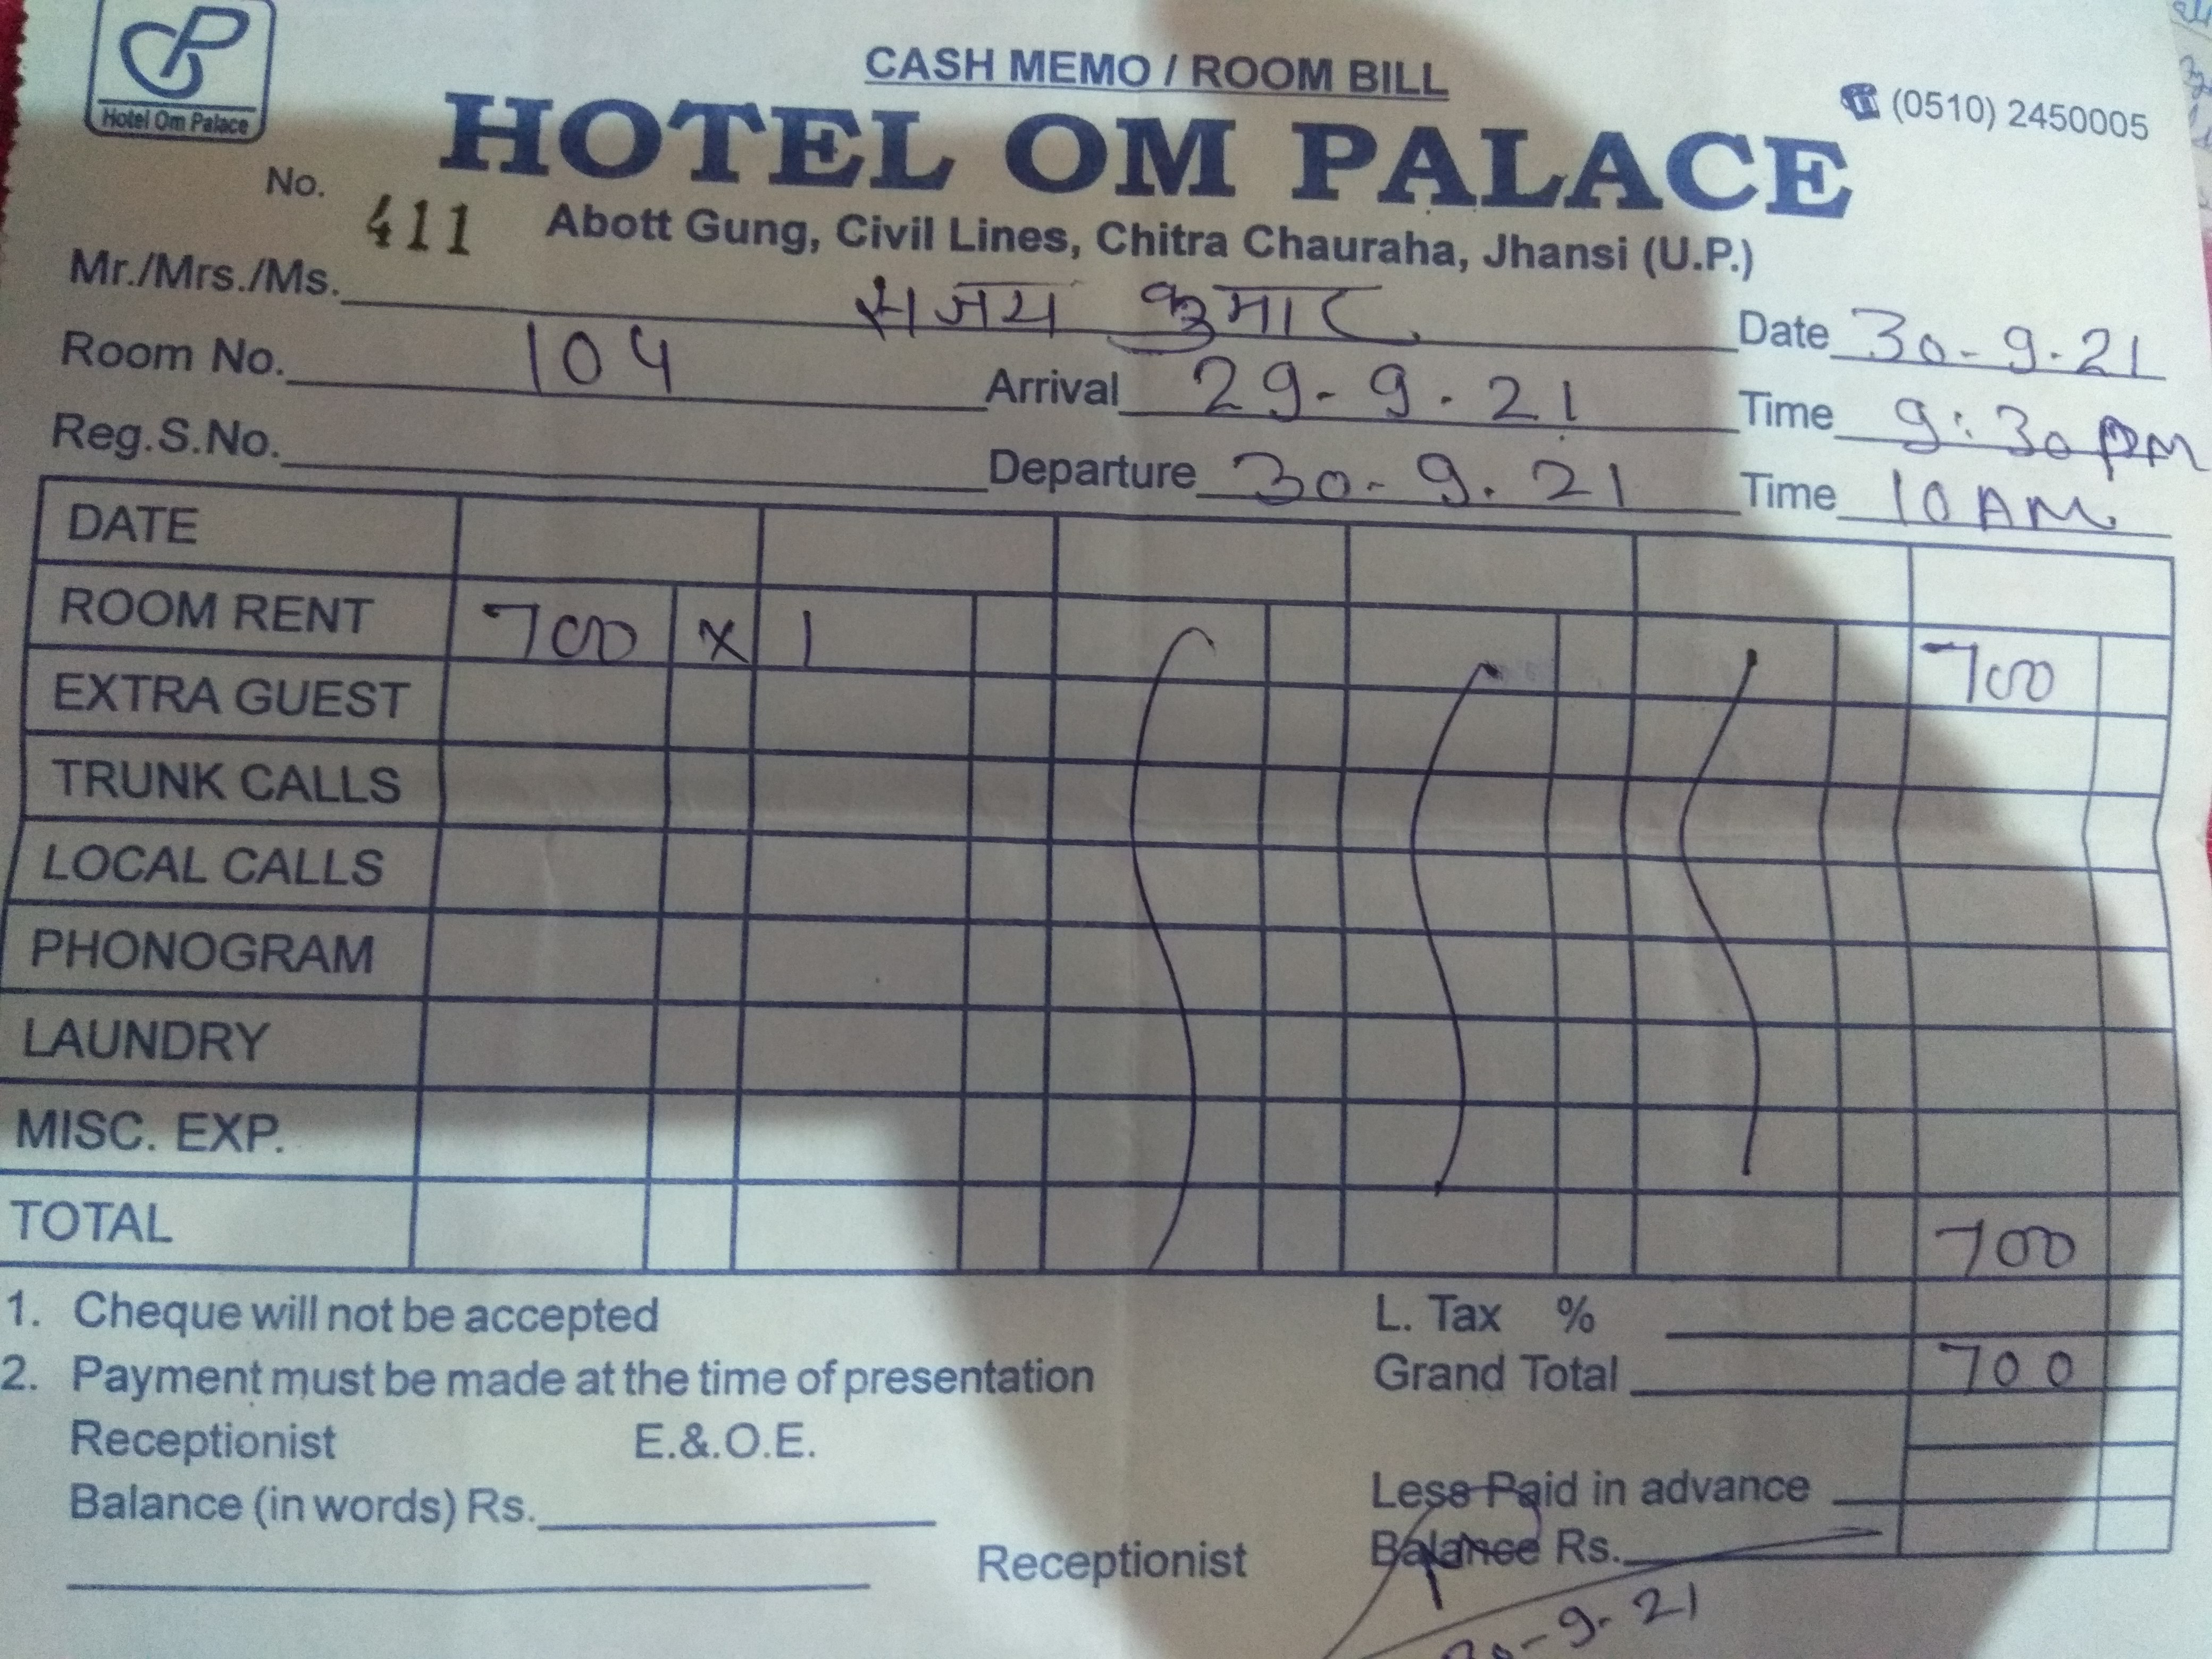 CASH MEMO / ROOM BILL
Hotel Om Palace
(0510) 2450005
HOTEL OM PALACE
No. 411
Abott Gung, Civil Lines, Chitra Chauraha, Jhansi (U.P.)
Mr./Mrs./Ms. सजय कुमार Date 30-9-21
Room No. 104 Arrival 29-9-21 Time 9:30 PM
Reg.S.No. Departure 30-9-21 Time 10 AM
DATE
ROOM RENT 700 x 1 700
EXTRA GUEST
TRUNK CALLS
LOCAL CALLS
PHONOGRAM
LAUNDRY
MISC. EXP.
TOTAL 700
1. Cheque will not be accepted L. Tax %
2. Payment must be made at the time of presentation Grand Total 700
Receptionist E.&.O.E.
Balance (in words) Rs. Less Paid in advance
Receptionist Balance Rs.
30-9-21